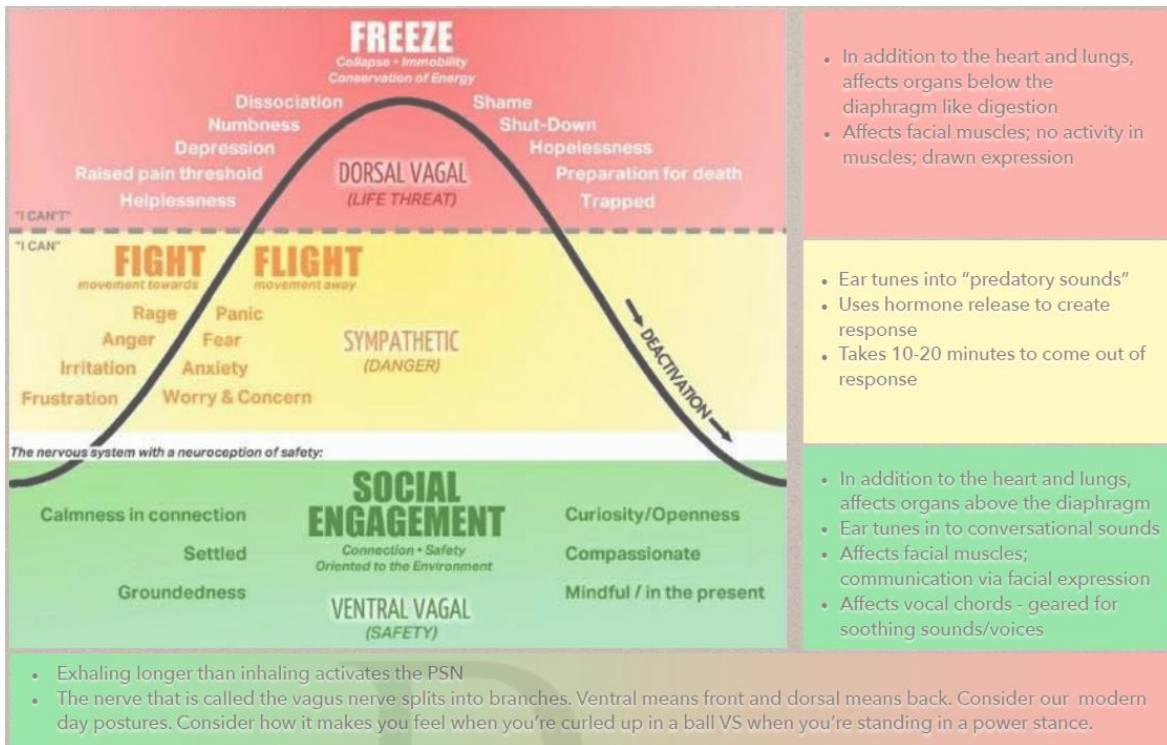 FREEZE
Collapse • Immobility
Conservation of Energy
Dissociation
Numbness
Depression
Raised pain threshold
Helplessness
Shame
Shut-Down
Hopelessness
Preparation for death
Trapped
DORSAL VAGAL
(LIFE THREAT)
"I CAN'T"
"I CAN"
FIGHT
movement towards
FLIGHT
movement away
Rage
Anger
Irritation
Frustration
Panic
Fear
Anxiety
Worry & Concern
SYMPATHETIC
(DANGER)
DEACTIVATION
The nervous system with a neuroception of safety:
SOCIAL
ENGAGEMENT
Connection • Safety
Oriented to the Environment
Calmness in connection
Settled
Groundedness
Curiosity/Openness
Compassionate
Mindful / in the present
VENTRAL VAGAL
(SAFETY)
• In addition to the heart and lungs,
affects organs below the
diaphragm like digestion
• Affects facial muscles; no activity in
muscles; drawn expression
• Ear tunes into “predatory sounds”
• Uses hormone release to create
response
• Takes 10-20 minutes to come out of
response
• In addition to the heart and lungs,
affects organs above the diaphragm
• Ear tunes in to conversational sounds
• Affects facial muscles;
communication via facial expression
• Affects vocal chords - geared for
soothing sounds/voices
• Exhaling longer than inhaling activates the PSN
• The nerve that is called the vagus nerve splits into branches. Ventral means front and dorsal means back. Consider our modern
day postures. Consider how it makes you feel when you’re curled up in a ball VS when you’re standing in a power stance.